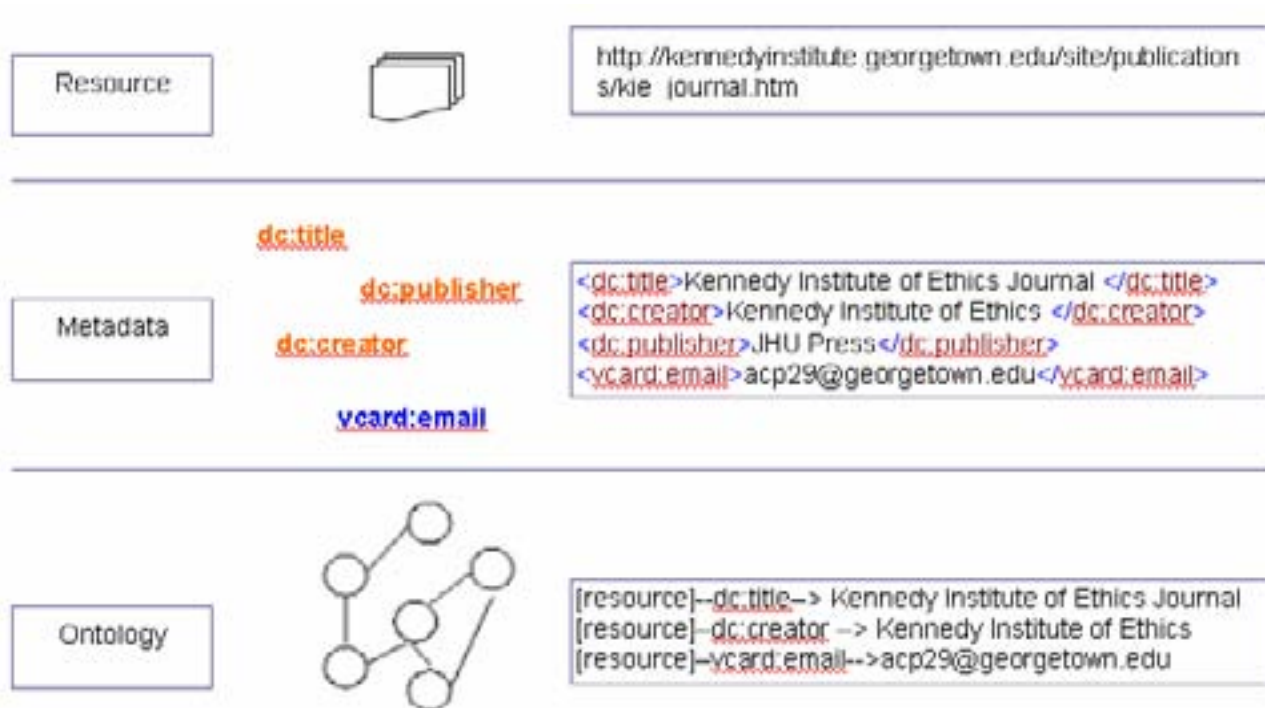 Resource
http://kennedyinstitute.georgetown.edu/site/publication
s/kie_journal.htm
Metadata
dc:title
dc:publisher
dc:creator
vcard:email
<dc:title>Kennedy Institute of Ethics Journal </dc:title>
<dc:creator>Kennedy Institute of Ethics </dc:creator>
<dc:publisher>JHU Press</dc:publisher>
<vcard:email>acp29@georgetown.edu</vcard:email>
Ontology
[resource]--dc:title--> Kennedy Institute of Ethics Journal
[resource]--dc:creator --> Kennedy Institute of Ethics
[resource]--vcard:email-->acp29@georgetown.edu